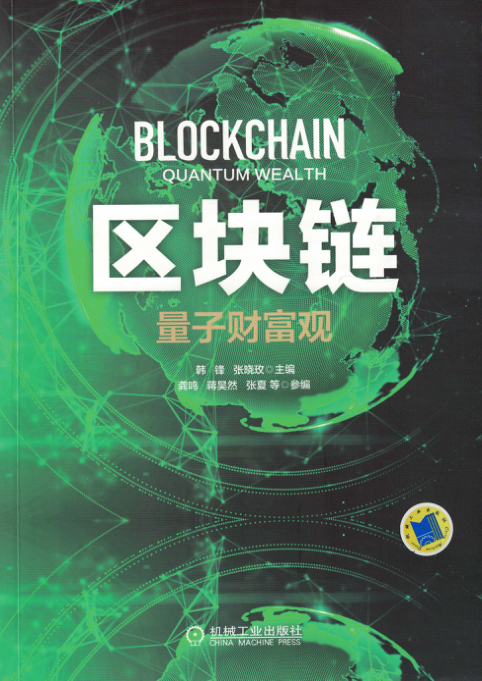 BLOCKCHAIN
QUANTUM WEALTH
区块链
量子财富观
韩 锋 张晓玫○主编
龚鸣 蒋昊然 张夏 等○参编
机械工业出版社
CHINA MACHINE PRESS